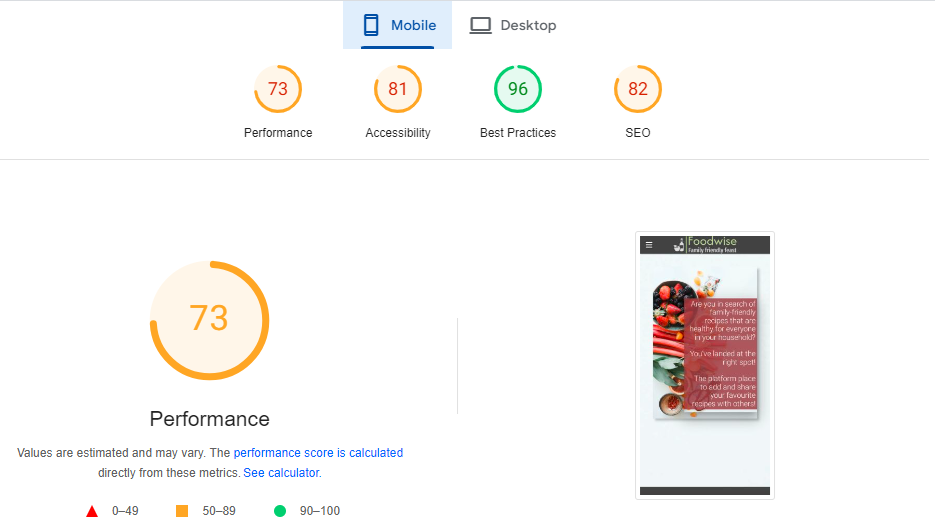 Mobile
Desktop
73
81
96
82
Performance
Accessibility
Best Practices
SEO
73
Performance
Values are estimated and may vary. The performance score is calculated
directly from these metrics. See calculator.
0–49
50–89
90–100
Foodwise
Family friendly feast
Are you in search of
family-friendly
recipes that are
healthy for everyone
in your household?
You've landed at the
right spot!
The platform place
to add and share
your favourite
recipes with others!